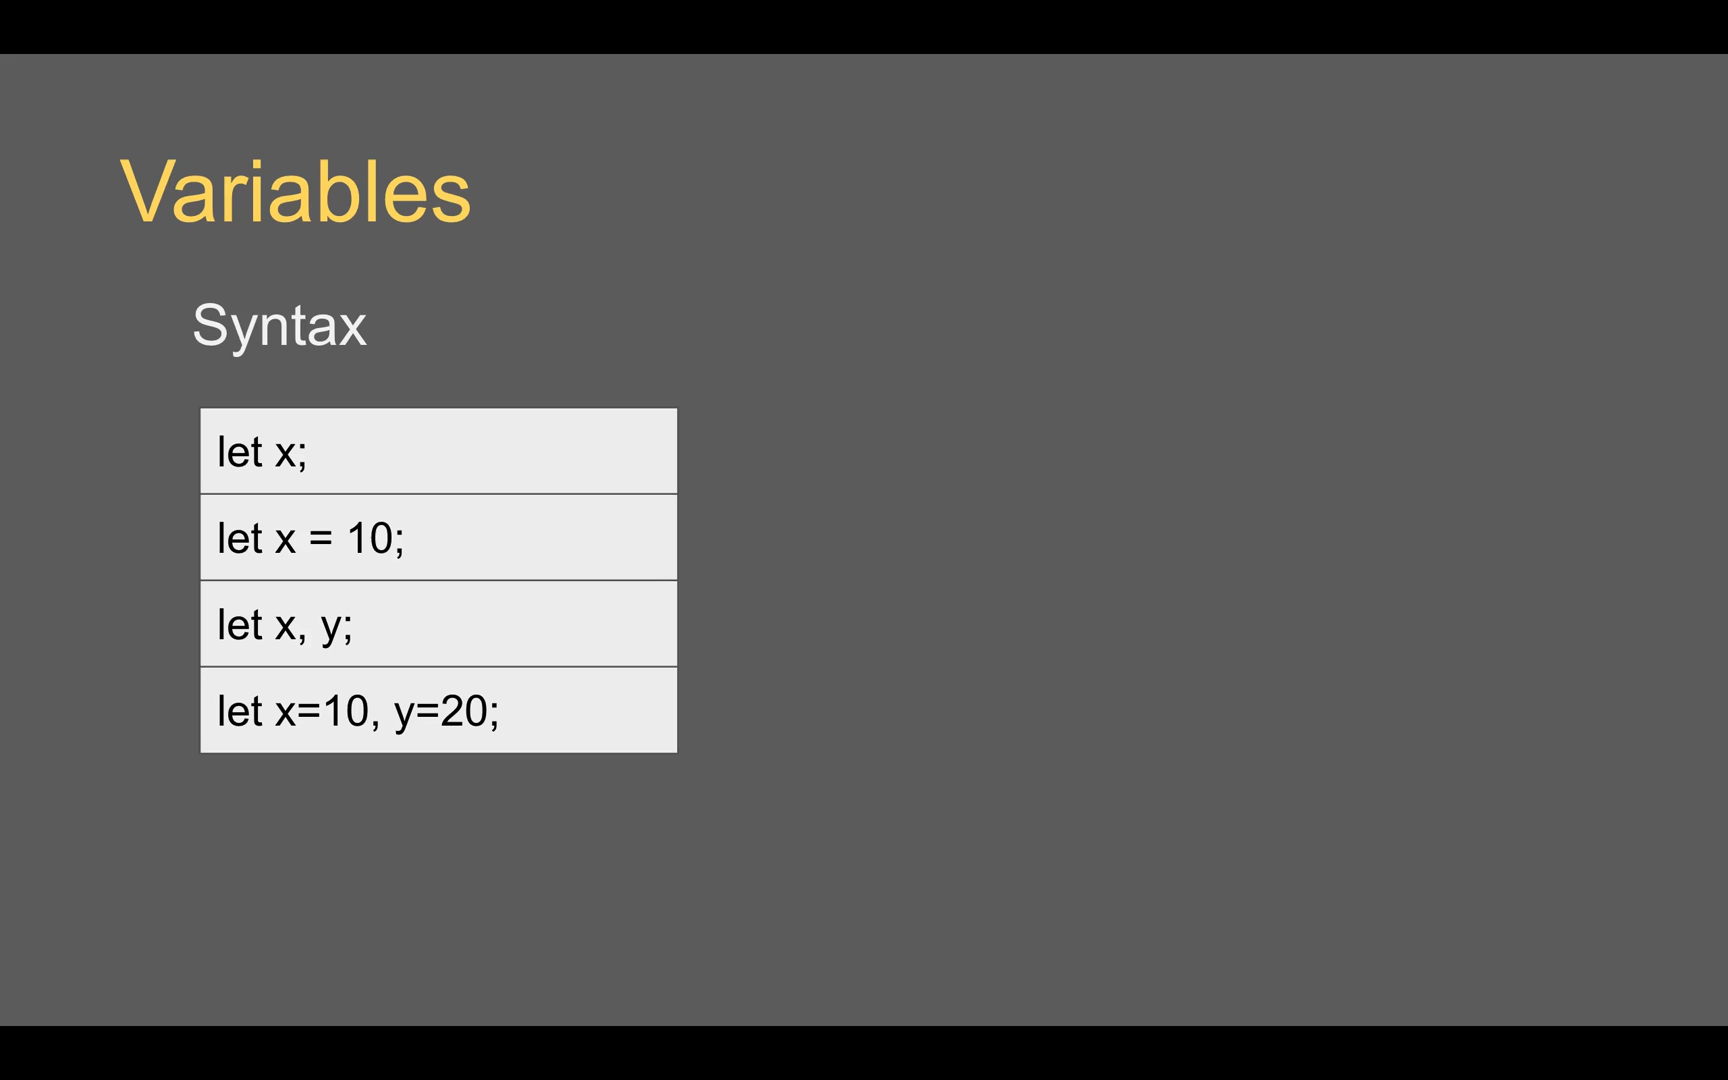 Variables
Syntax
let x;
let x = 10;
let x, y;
let x=10, y=20;